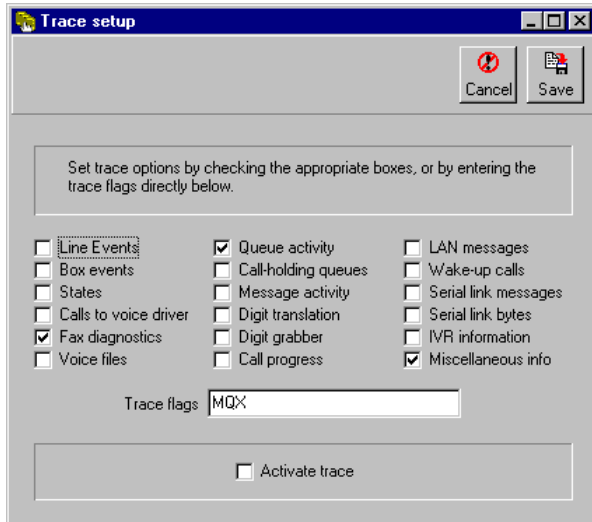 Trace setup
Cancel
Save
Set trace options by checking the appropriate boxes, or by entering the
trace flags directly below.
Line Events
Queue activity
LAN messages
Box events
Call-holding queues
Wake-up calls
States
Message activity
Serial link messages
Calls to voice driver
Digit translation
Serial link bytes
Fax diagnostics
Digit grabber
IVR information
Voice files
Call progress
Miscellaneous info
Trace flags MQX
Activate trace